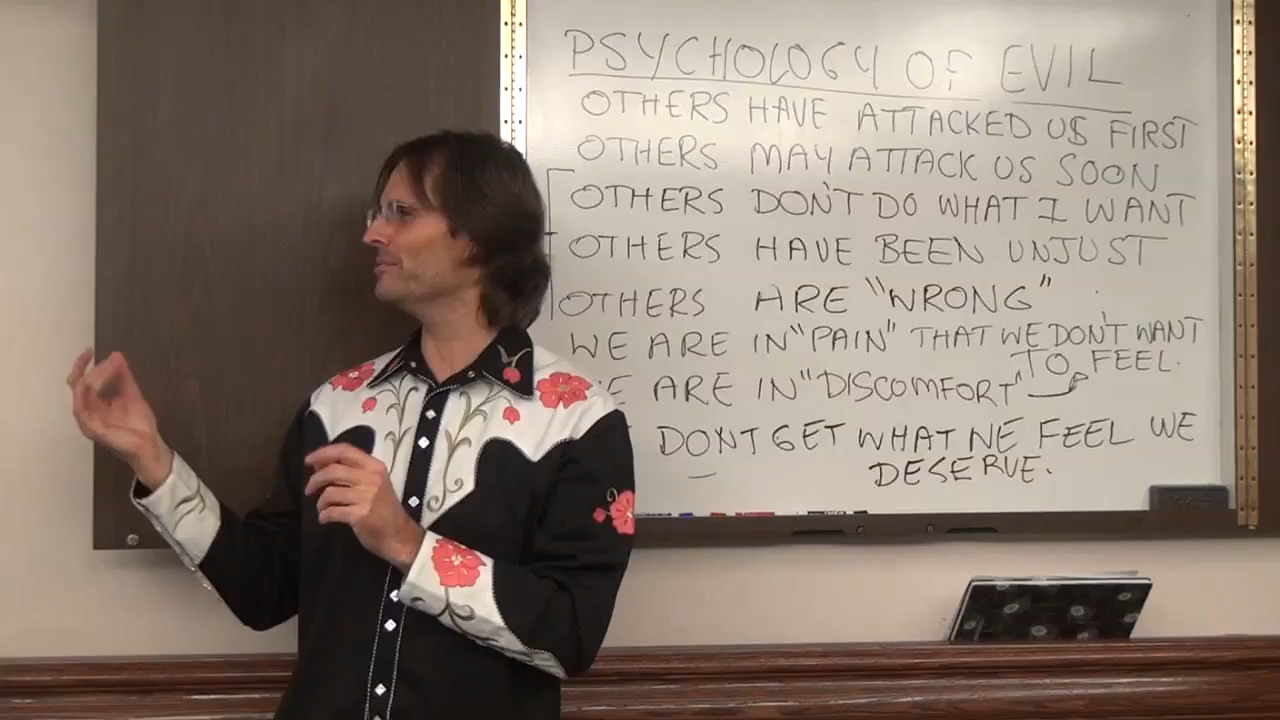 PSYCHOLOGY OF EVIL
OTHERS HAVE ATTACKED US FIRST
OTHERS MAY ATTACK US SOON
OTHERS DON'T DO WHAT I WANT
OTHERS HAVE BEEN UNJUST
OTHERS ARE "WRONG"
WE ARE IN "PAIN" THAT WE DON'T WANT
TO FEEL.
ARE IN "DISCOMFORT"
DON'T GET WHAT WE FEEL WE
DESERVE.